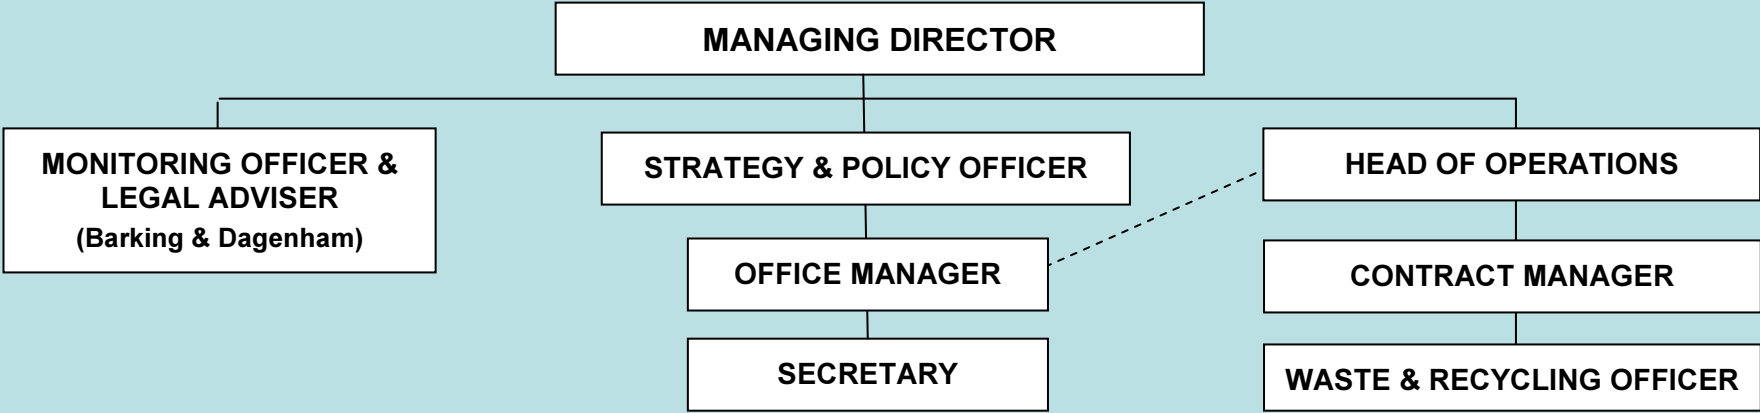 MANAGING DIRECTOR
MONITORING OFFICER &
LEGAL ADVISER
(Barking & Dagenham)
STRATEGY & POLICY OFFICER
HEAD OF OPERATIONS
OFFICE MANAGER
CONTRACT MANAGER
SECRETARY
WASTE & RECYCLING OFFICER